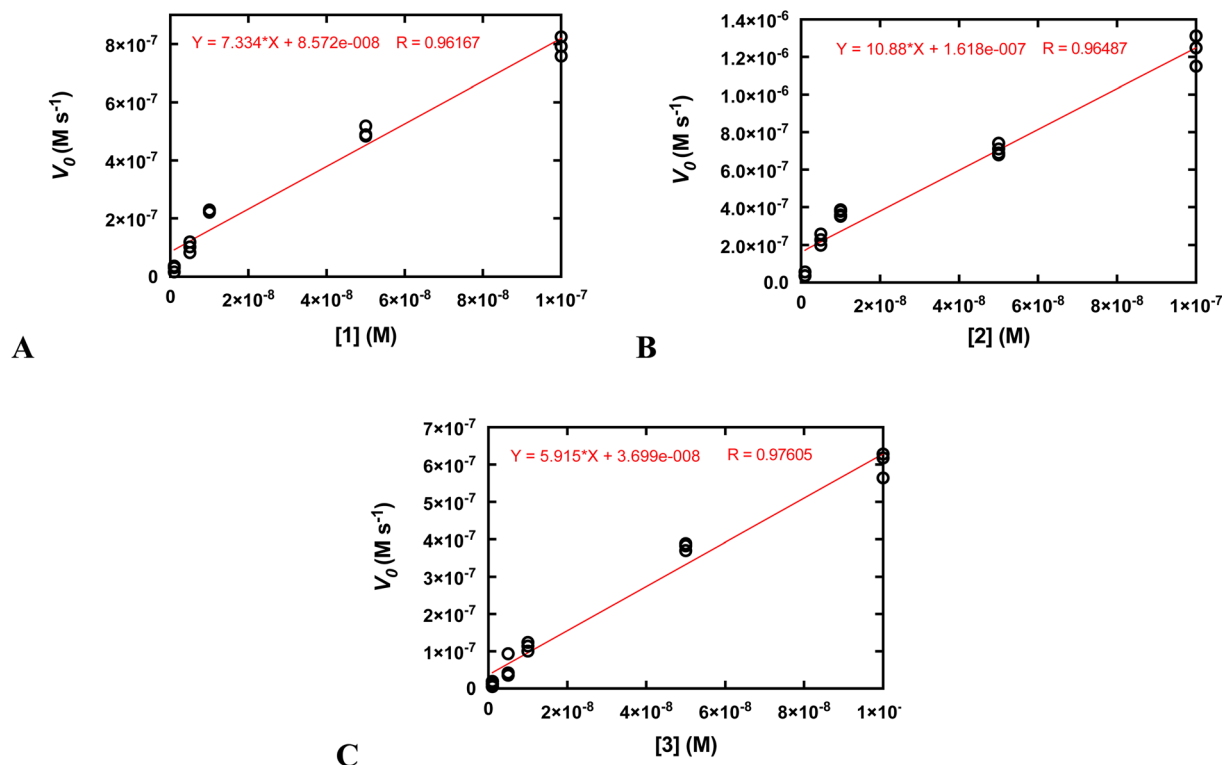 Y = 7.334*X + 8.572e-008 R = 0.96167
8×10⁻⁷
6×10⁻⁷
4×10⁻⁷
2×10⁻⁷
0
V₀ (M s⁻¹)
0 2×10⁻⁸ 4×10⁻⁸ 6×10⁻⁸ 8×10⁻⁸ 1×10⁻⁷
[1] (M)
A
Y = 10.88*X + 1.618e-007 R = 0.96487
1.4×10⁻⁶
1.2×10⁻⁶
1.0×10⁻⁶
8.0×10⁻⁷
6.0×10⁻⁷
4.0×10⁻⁷
2.0×10⁻⁷
0.0
V₀ (M s⁻¹)
0 2×10⁻⁸ 4×10⁻⁸ 6×10⁻⁸ 8×10⁻⁸ 1×10⁻⁷
[2] (M)
B
Y = 5.915*X + 3.699e-008 R = 0.97605
7×10⁻⁷
6×10⁻⁷
5×10⁻⁷
4×10⁻⁷
3×10⁻⁷
2×10⁻⁷
1×10⁻⁷
0
V₀ (M s⁻¹)
0 2×10⁻⁸ 4×10⁻⁸ 6×10⁻⁸ 8×10⁻⁸ 1×10⁻
[3] (M)
C